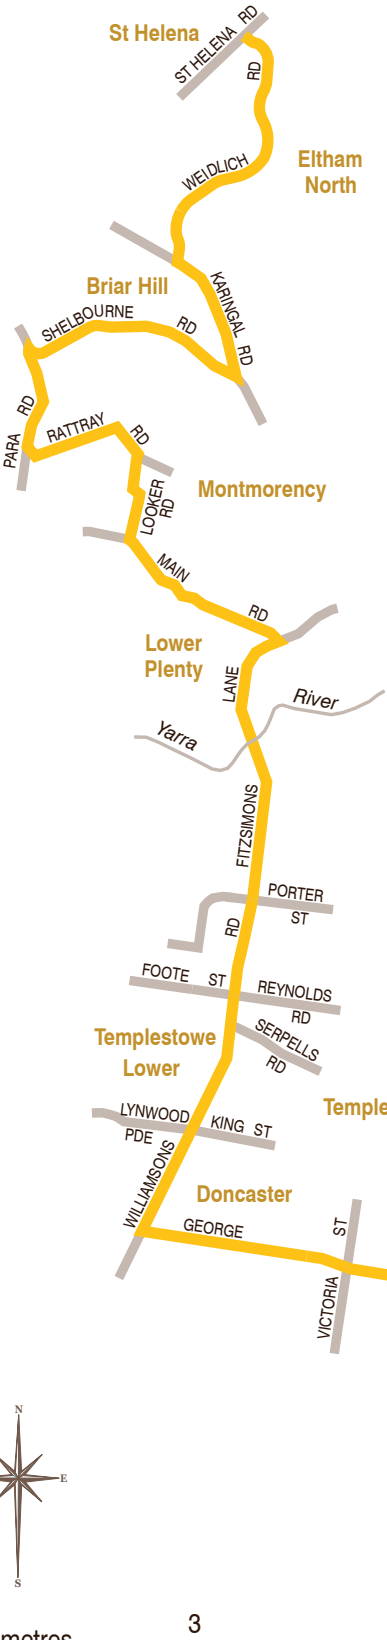 St Helena
ST HELENA RD
RD
WEIDLICH
Eltham
North
Briar Hill
KARINGAL RD
SHELBOURNE RD
PARA RD
RATTRAY RD
LOOKER
RD
Montmorency
MAIN RD
Lower
Plenty
LANE
River
Yarra
FITZSIMONS
PORTER
ST
RD
FOOTE ST
REYNOLDS
RD
SERPELLS
RD
Templestowe
Lower
Temple
LYNWOOD
PDE
KING ST
WILLIAMSONS
Doncaster
GEORGE
VICTORIA ST
N
E
S
3
metres